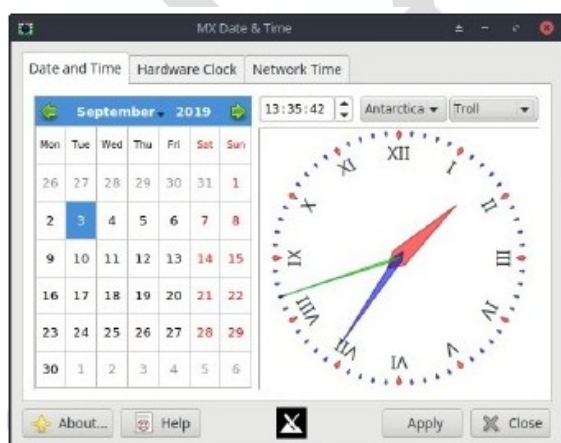 MX Date & Time
Date and Time Hardware Clock Network Time
September 2019 13:35:42 Antarctica Troll
Mon Tue Wed Thu Fri Sat Sun
26 27 28 29 30 31 1
2 3 4 5 6 7 8
9 10 11 12 13 14 15
16 17 18 19 20 21 22
23 24 25 26 27 28 29
30 1 2 3 4 5 6
XII
I
II
III
IV
V
VI
VII
VIII
IX
X
XI
About... Help Apply Close